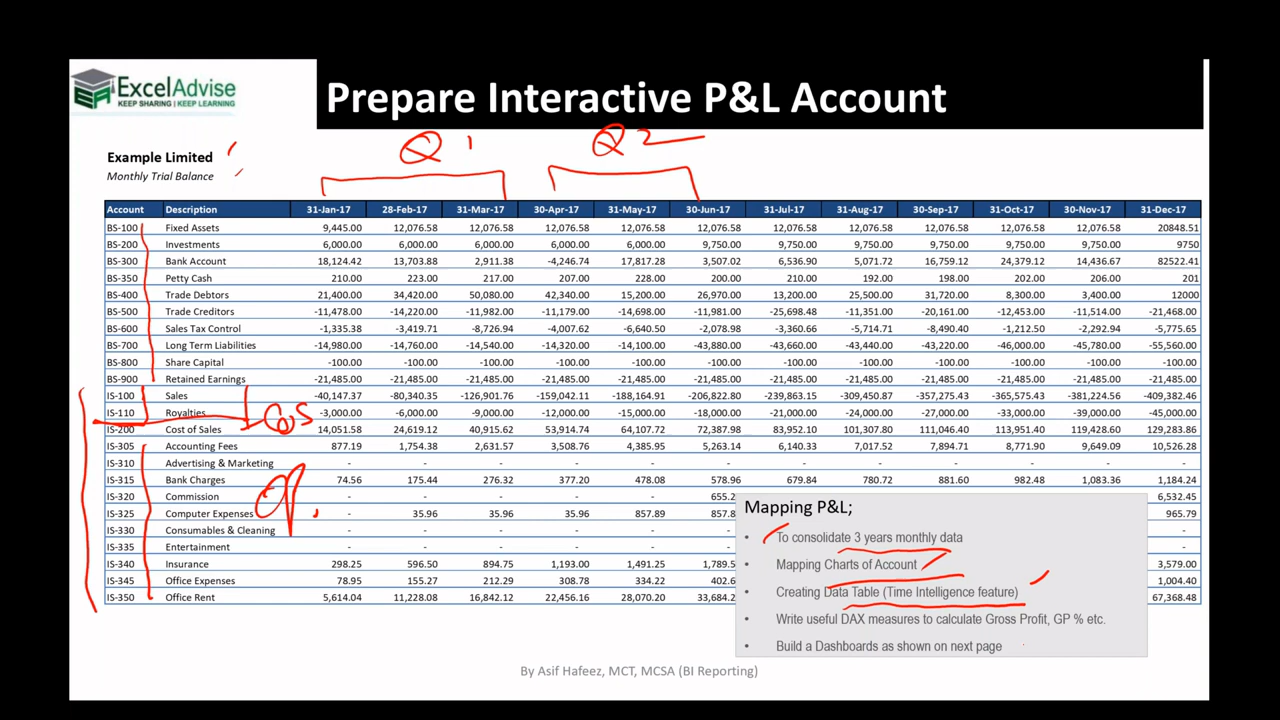 ExcelAdvise
KEEP SHARING | KEEP LEARNING
Prepare Interactive P&L Account
Q1 Q2
Example Limited
Monthly Trial Balance
Account Description 31-Jan-17 28-Feb-17 31-Mar-17 30-Apr-17 31-May-17 30-Jun-17 31-Jul-17 31-Aug-17 30-Sep-17 31-Oct-17 30-Nov-17 31-Dec-17
BS-100 Fixed Assets 9,445.00 12,076.58 12,076.58 12,076.58 12,076.58 12,076.58 12,076.58 12,076.58 12,076.58 12,076.58 12,076.58 20848.51
BS-200 Investments 6,000.00 6,000.00 6,000.00 6,000.00 6,000.00 9,750.00 9,750.00 9,750.00 9,750.00 9,750.00 9,750.00 9750
BS-300 Bank Account 18,124.42 13,703.88 2,911.38 -4,246.74 17,817.28 3,507.02 6,536.90 5,071.72 16,759.12 24,379.12 14,436.67 82522.41
BS-350 Petty Cash 210.00 223.00 217.00 207.00 228.00 200.00 210.00 192.00 198.00 202.00 206.00 201
BS-400 Trade Debtors 21,400.00 34,420.00 50,080.00 42,340.00 15,200.00 26,970.00 13,200.00 25,500.00 31,720.00 8,300.00 3,400.00 12000
BS-500 Trade Creditors -11,478.00 -14,220.00 -11,982.00 -11,179.00 -14,698.00 -11,981.00 -25,698.48 -11,351.00 -20,161.00 -12,453.00 -11,514.00 -21,468.00
BS-600 Sales Tax Control -1,335.38 -3,419.71 -8,726.94 -4,007.62 -6,640.50 -2,078.98 -3,360.66 -5,714.71 -8,490.40 -1,212.50 -2,292.94 -5,775.65
BS-700 Long Term Liabilities -14,980.00 -14,760.00 -14,540.00 -14,320.00 -14,100.00 -43,880.00 -43,660.00 -43,440.00 -43,220.00 -46,000.00 -45,780.00 -55,560.00
BS-800 Share Capital -100.00 -100.00 -100.00 -100.00 -100.00 -100.00 -100.00 -100.00 -100.00 -100.00 -100.00 -100.00
BS-900 Retained Earnings -21,485.00 -21,485.00 -21,485.00 -21,485.00 -21,485.00 -21,485.00 -21,485.00 -21,485.00 -21,485.00 -21,485.00 -21,485.00 -21,485.00
IS-100 Sales -40,147.37 -80,340.35 -126,901.76 -159,042.11 -188,164.91 -206,822.80 -239,863.15 -309,450.87 -357,275.43 -365,575.43 -381,224.56 -409,382.46
IS-110 Royalties -3,000.00 -6,000.00 -9,000.00 -12,000.00 -15,000.00 -18,000.00 -21,000.00 -24,000.00 -27,000.00 -33,000.00 -39,000.00 -45,000.00
COS
IS-200 Cost of Sales 14,051.58 24,619.12 40,915.62 53,914.74 64,107.72 72,387.98 83,952.10 101,307.80 111,046.40 113,951.40 119,428.60 129,283.86
IS-305 Accounting Fees 877.19 1,754.38 2,631.57 3,508.76 4,385.95 5,263.14 6,140.33 7,017.52 7,894.71 8,771.90 9,649.09 10,526.28
IS-310 Advertising & Marketing - - - - - - - - - - - -
IS-315 Bank Charges 74.56 175.44 276.32 377.20 478.08 578.96 679.84 780.72 881.60 982.48 1,083.36 1,184.24
IS-320 Commission - - - - - 655.2 6,532.45
IS-325 Computer Expenses - 35.96 35.96 35.96 857.89 857.8 965.79
IS-330 Consumables & Cleaning - - - - - - -
IS-335 Entertainment - - - - - - -
IS-340 Insurance 298.25 596.50 894.75 1,193.00 1,491.25 1,789.5 3,579.00
IS-345 Office Expenses 78.95 155.27 212.29 308.78 334.22 402.6 1,004.40
IS-350 Office Rent 5,614.04 11,228.08 16,842.12 22,456.16 28,070.20 33,684.2 67,368.48
Mapping P&L;
• To consolidate 3 years monthly data
• Mapping Charts of Account
• Creating Data Table (Time Intelligence feature)
• Write useful DAX measures to calculate Gross Profit, GP % etc.
• Build a Dashboards as shown on next page
By Asif Hafeez, MCT, MCSA (BI Reporting)